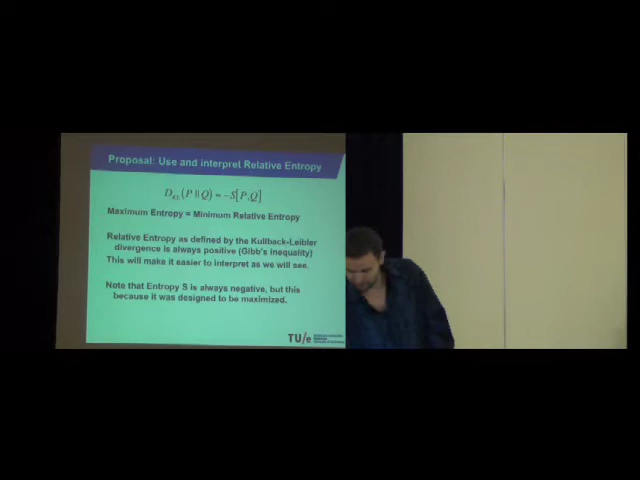 Proposal: Use and interpret Relative Entropy
D_KL(P || Q) = -S[P,Q]
Maximum Entropy = Minimum Relative Entropy
Relative Entropy as defined by the Kullback-Leibler
divergence is always positive (Gibb's inequality)
This will make it easier to interpret as we will see.
Note that Entropy S is always negative, but this
because it was designed to be maximized.
TU/e